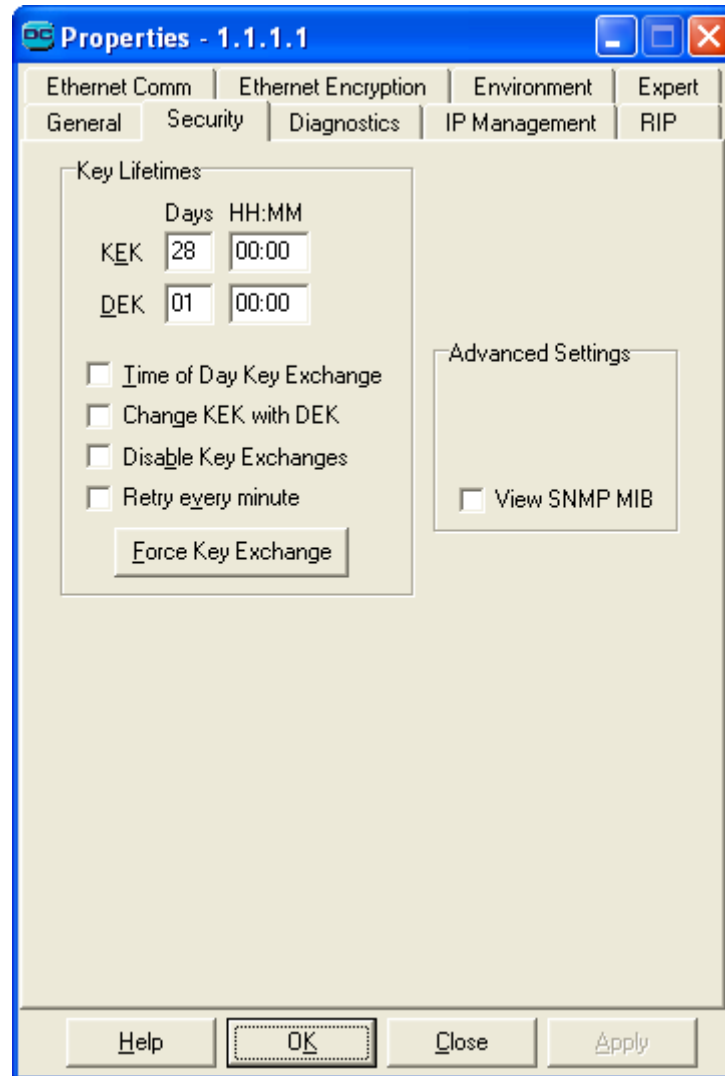 Properties - 1.1.1.1
Ethernet Comm Ethernet Encryption Environment Expert
General Security Diagnostics IP Management RIP
Key Lifetimes
Days HH:MM
KEK 28 00:00
DEK 01 00:00
Advanced Settings
Time of Day Key Exchange
Change KEK with DEK
Disable Key Exchanges
Retry every minute View SNMP MIB
Force Key Exchange
Help OK Close Apply